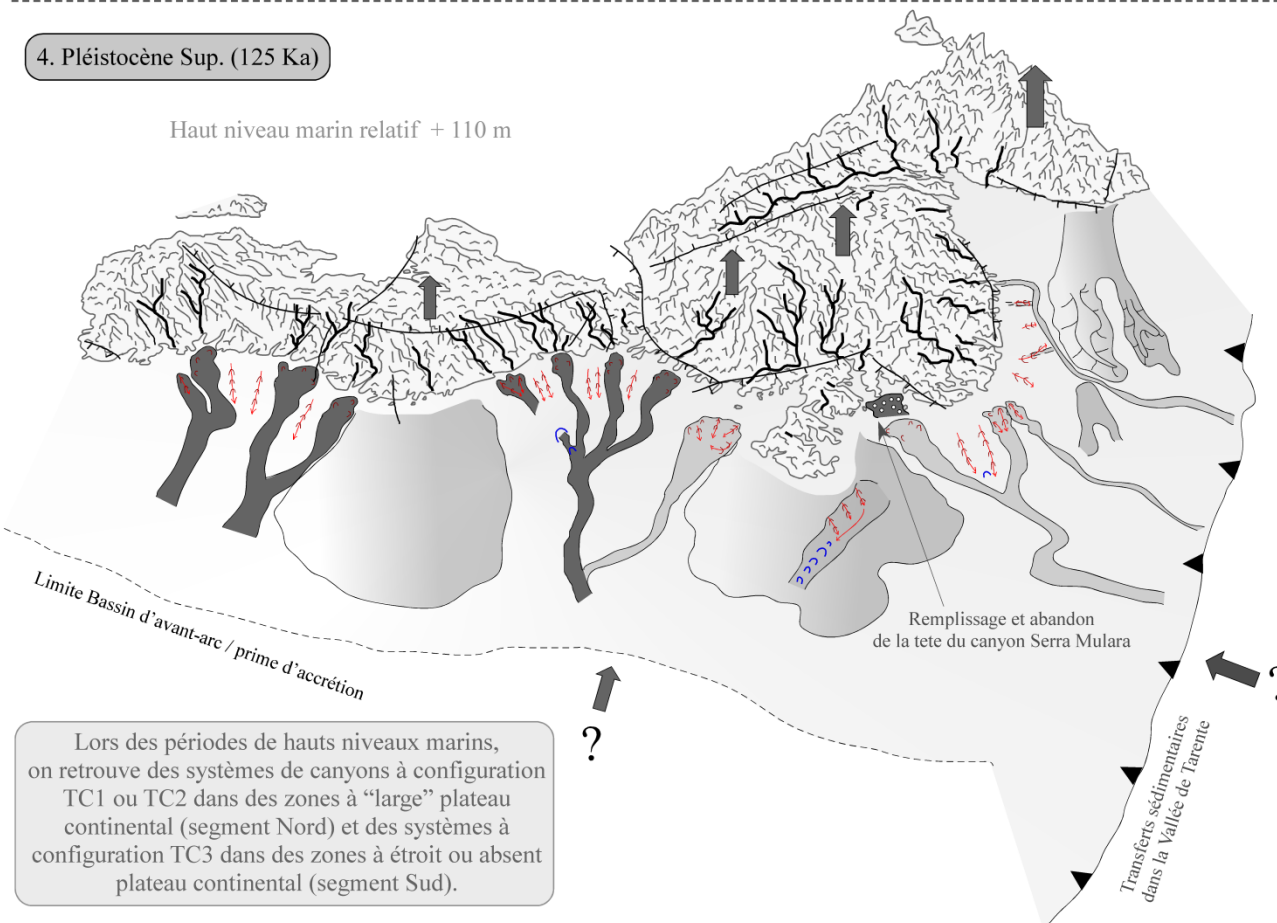 4. Pléistocène Sup. (125 Ka)
Haut niveau marin relatif + 110 m
Limite Bassin d’avant-arc / prime d’accrétion
Remplissage et abandon
de la tete du canyon Serra Mulara
?
?
Transferts sédimentaires
dans la Vallée de Tarente
Lors des périodes de hauts niveaux marins,
on retrouve des systèmes de canyons à configuration
TC1 ou TC2 dans des zones à “large” plateau
continental (segment Nord) et des systèmes à
configuration TC3 dans des zones à étroit ou absent
plateau continental (segment Sud).